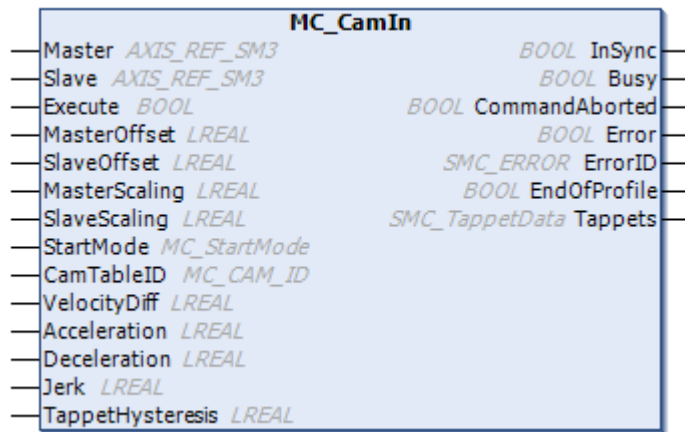 MC_CamIn
Master AXIS_REF_SM3 BOOL InSync
Slave AXIS_REF_SM3 BOOL Busy
Execute BOOL BOOL CommandAborted
MasterOffset LREAL BOOL Error
SlaveOffset LREAL SMC_ERROR ErrorID
MasterScaling LREAL BOOL EndOfProfile
SlaveScaling LREAL SMC_TappetData Tappets
StartMode MC_StartMode
CamTableID MC_CAM_ID
VelocityDiff LREAL
Acceleration LREAL
Deceleration LREAL
Jerk LREAL
TappetHysteresis LREAL